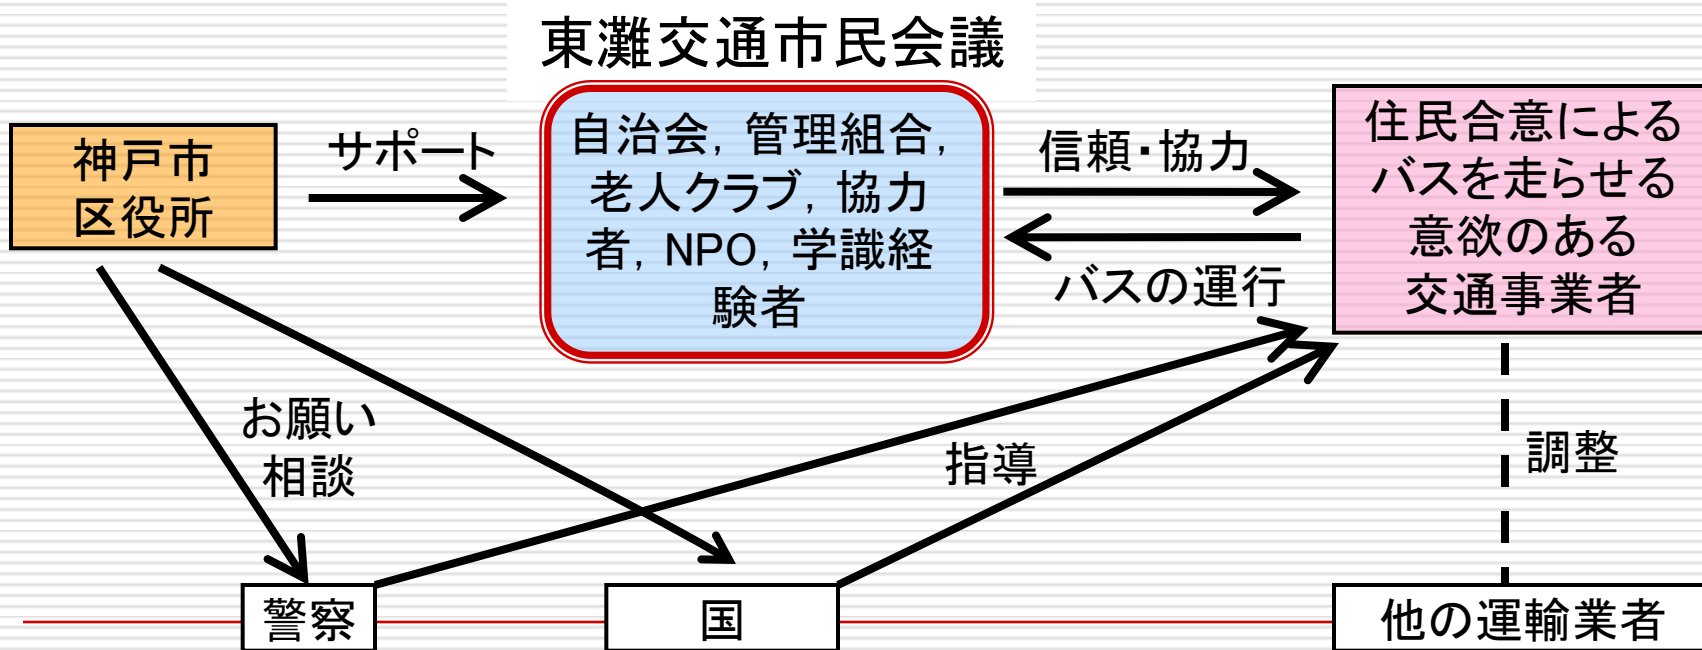 東灘交通市民会議
神戸市
区役所
サポート
自治会，管理組合，
老人クラブ，協力
者，NPO，学識経
験者
信頼・協力
バスの運行
住民合意による
バスを走らせる
意欲のある
交通事業者
お願い
相談
指導
調整
警察
国
他の運輸業者